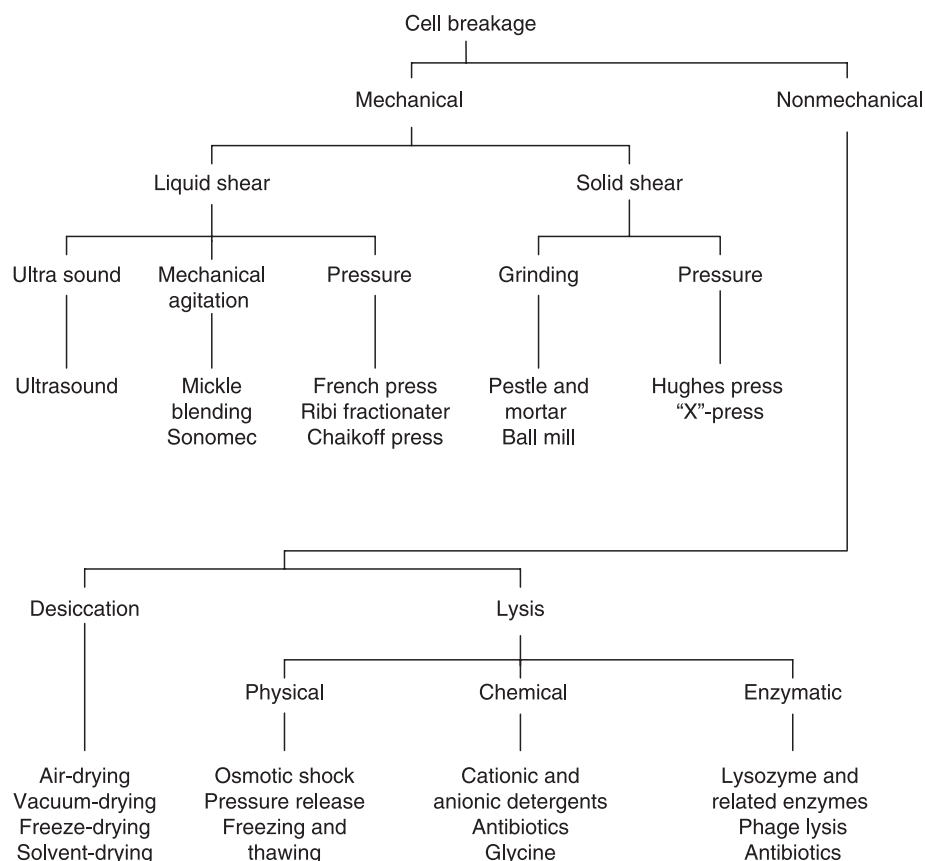 Cell breakage
Mechanical
Nonmechanical
Liquid shear
Solid shear
Ultra sound
Mechanical
agitation
Pressure
Grinding
Pressure
Ultrasound
Mickle
blending
Sonomec
French press
Ribi fractionater
Chaikoff press
Pestle and
mortar
Ball mill
Hughes press
“X”-press
Desiccation
Lysis
Physical
Chemical
Enzymatic
Air-drying
Vacuum-drying
Freeze-drying
Solvent-drying
Osmotic shock
Pressure release
Freezing and
thawing
Cationic and
anionic detergents
Antibiotics
Glycine
Lysozyme and
related enzymes
Phage lysis
Antibiotics